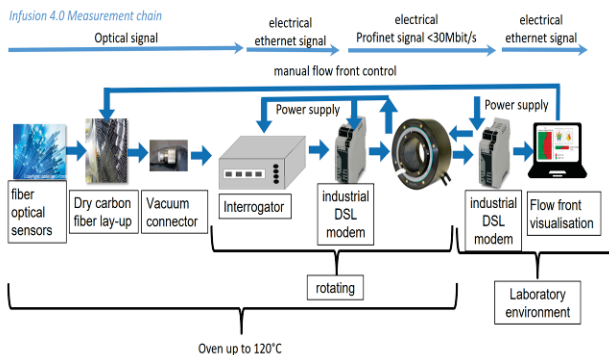 Infusion 4.0 Measurement chain
Optical signal
electrical
ethernet signal
electrical
Profinet signal <30Mbit/s
electrical
ethernet signal
manual flow front control
Power supply
Power supply
fiber
optical
sensors
Dry carbon
fiber lay-up
Vacuum
connector
Interrogator
industrial
DSL
modem
industrial
DSL
modem
Flow front
visualisation
rotating
Laboratory
environment
Oven up to 120°C